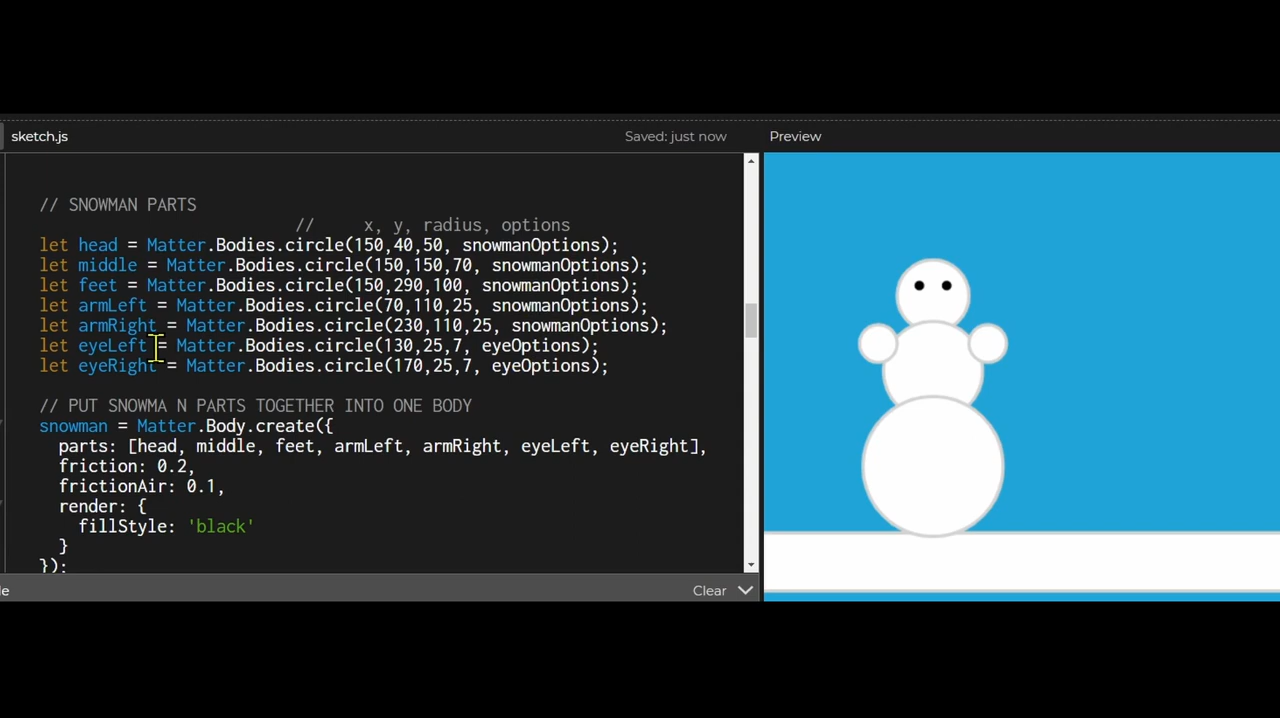 sketch.js Saved: just now Preview
// SNOWMAN PARTS
// x, y, radius, options
let head = Matter.Bodies.circle(150,40,50, snowmanOptions);
let middle = Matter.Bodies.circle(150,150,70, snowmanOptions);
let feet = Matter.Bodies.circle(150,290,100, snowmanOptions);
let armLeft = Matter.Bodies.circle(70,110,25, snowmanOptions);
let armRight = Matter.Bodies.circle(230,110,25, snowmanOptions);
let eyeLeft = Matter.Bodies.circle(130,25,7, eyeOptions);
let eyeRight = Matter.Bodies.circle(170,25,7, eyeOptions);
// PUT SNOWMA N PARTS TOGETHER INTO ONE BODY
snowman = Matter.Body.create({
parts: [head, middle, feet, armLeft, armRight, eyeLeft, eyeRight],
friction: 0.2,
frictionAir: 0.1,
render: {
fillStyle: 'black'
}
});
le Clear